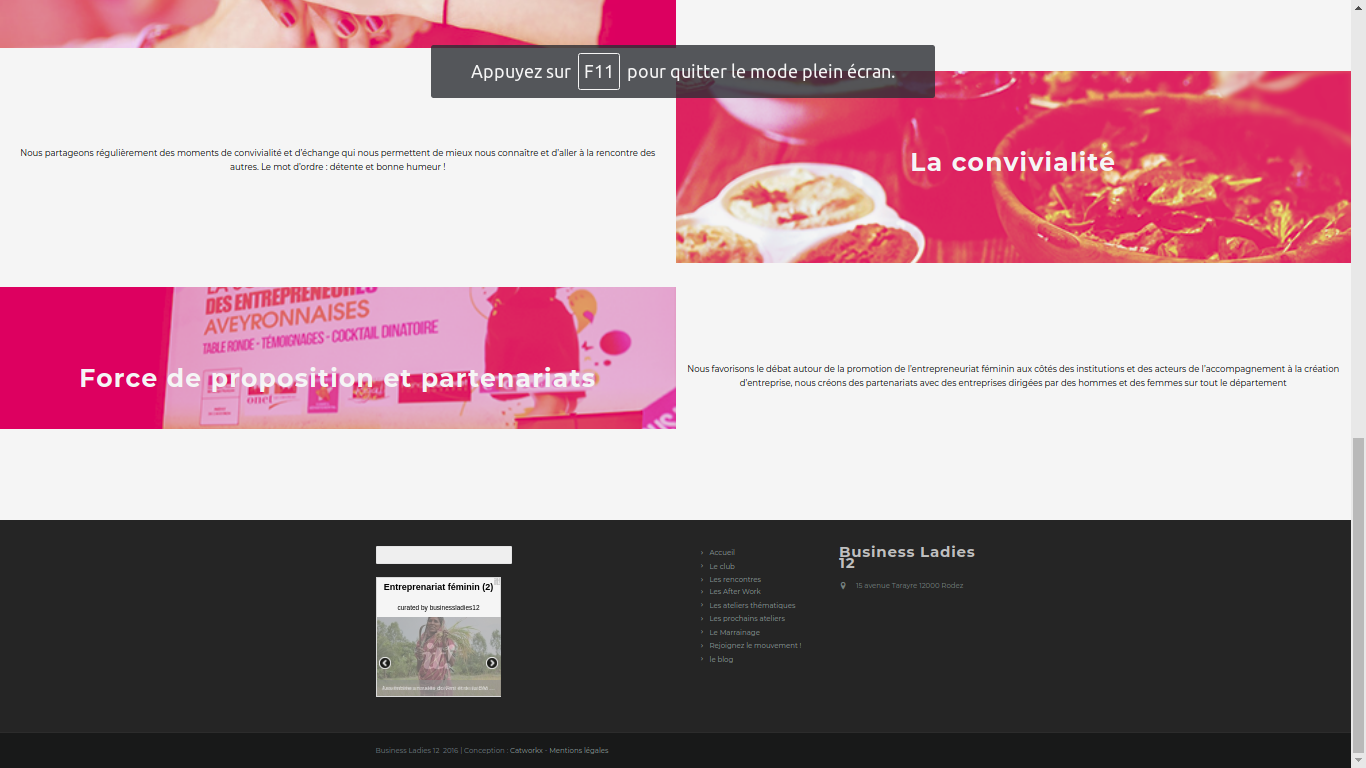 Appuyez sur F11 pour quitter le mode plein écran.
Nous partageons régulièrement des moments de convivialité et d'échange qui nous permettent de mieux nous connaître et d'aller à la rencontre des
autres. Le mot d'ordre : détente et bonne humeur !
La convivialité
DES ENTREPRENEURES
AVEYRONNAISES
TABLE RONDE - TÉMOIGNAGES - COCKTAIL DINATOIRE
Force de proposition et partenariats
onet
Nous favorisons le débat autour de la promotion de l'entrepreneuriat féminin aux côtés des institutions et des acteurs de l'accompagnement à la création
d'entreprise, nous créons des partenariats avec des entreprises dirigées par des hommes et des femmes sur tout le département
Entreprenariat féminin (2)
curated by businessladies12
Accueil
Le club
Les rencontres
Les After Work
Les ateliers thématiques
Les prochains ateliers
Le Marrainage
Rejoignez le mouvement !
le blog
Business Ladies
12
15 avenue Tarayre 12000 Rodez
Business Ladies 12 2016 | Conception : Catworkx - Mentions légales